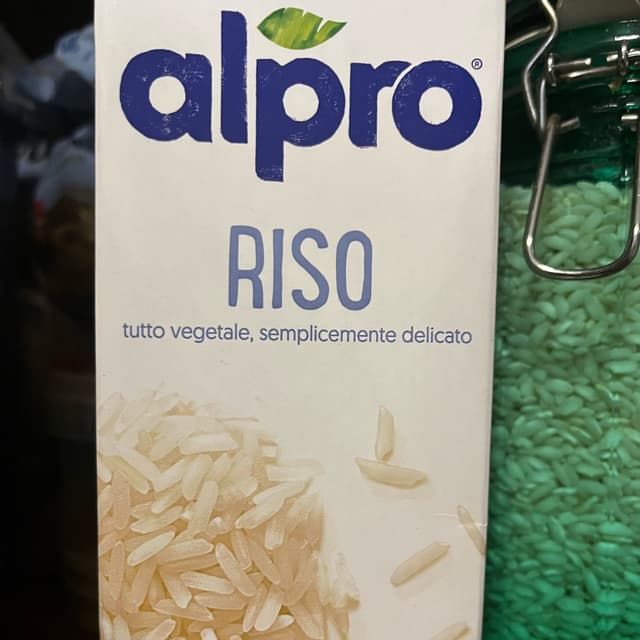 alpro®
RISO
tutto vegetale, semplicemente delicato